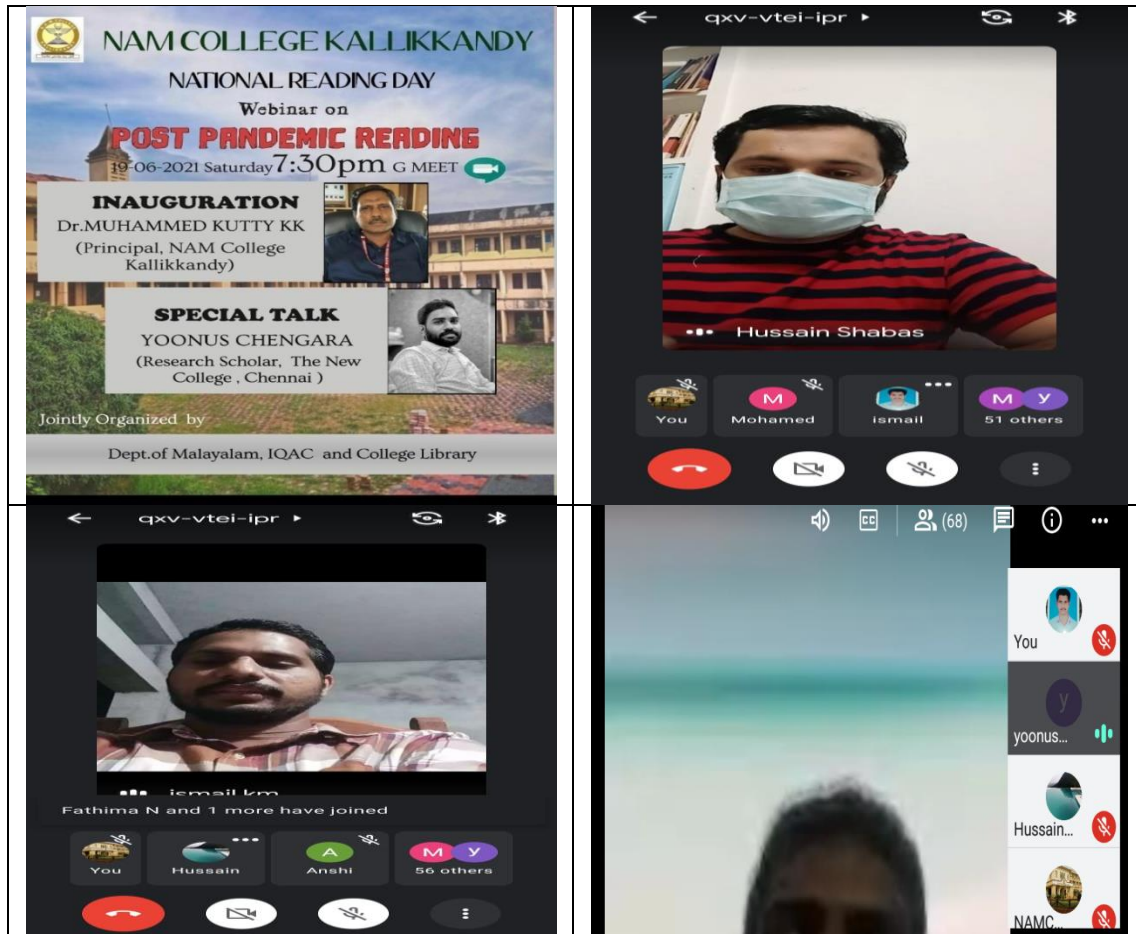 NAM COLLEGE KALLIKKANDY
NATIONAL READING DAY
Webinar on
POST PANDEMIC READING
19-06-2021 Saturday 7:30pm G MEET
INAUGURATION
Dr.MUHAMMED KUTTY KK
(Principal, NAM College
Kallikkandy)
SPECIAL TALK
YOONUS CHENGARA
(Research Scholar, The New
College , Chennai )
Jointly Organized by
Dept.of Malayalam, IQAC and College Library
qxv-vtei-ipr
Hussain Shabas
You
Mohamed
ismail
M y
51 others
qxv-vtei-ipr
ismail km
Fathima N and 1 more have joined
You
Hussain
A
Anshi
M y
56 others
CC
(68)
You
y
yoonus...
Hussain...
NAMC...